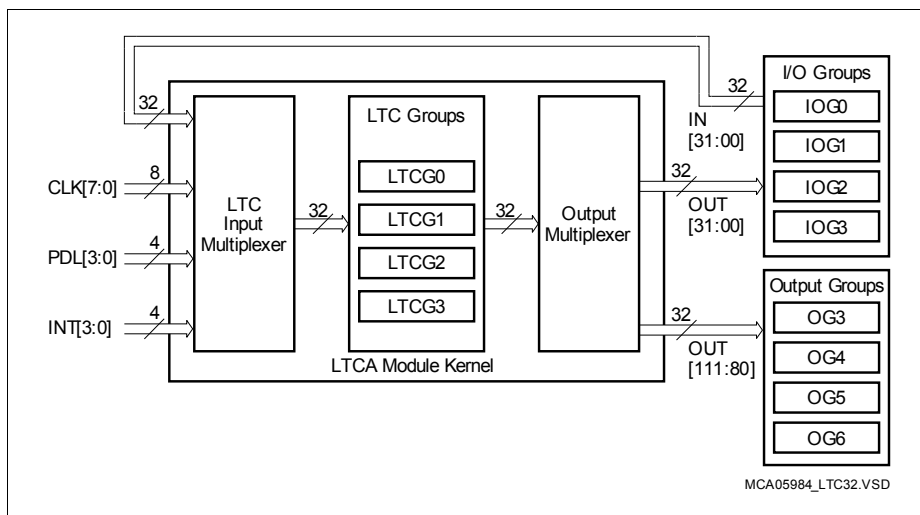 I/O Groups
IOG0
IOG1
IOG2
IOG3
32
IN
[31:00]
32
LTC Groups
LTCG0
LTCG1
LTCG2
LTCG3
CLK[7:0]
8
PDL[3:0]
4
INT[3:0]
4
LTC
Input
Multiplexer
32
32
Output
Multiplexer
32
OUT
[31:00]
32
OUT
[111:80]
LTCA Module Kernel
Output Groups
OG3
OG4
OG5
OG6
MCA05984_LTC32.VSD